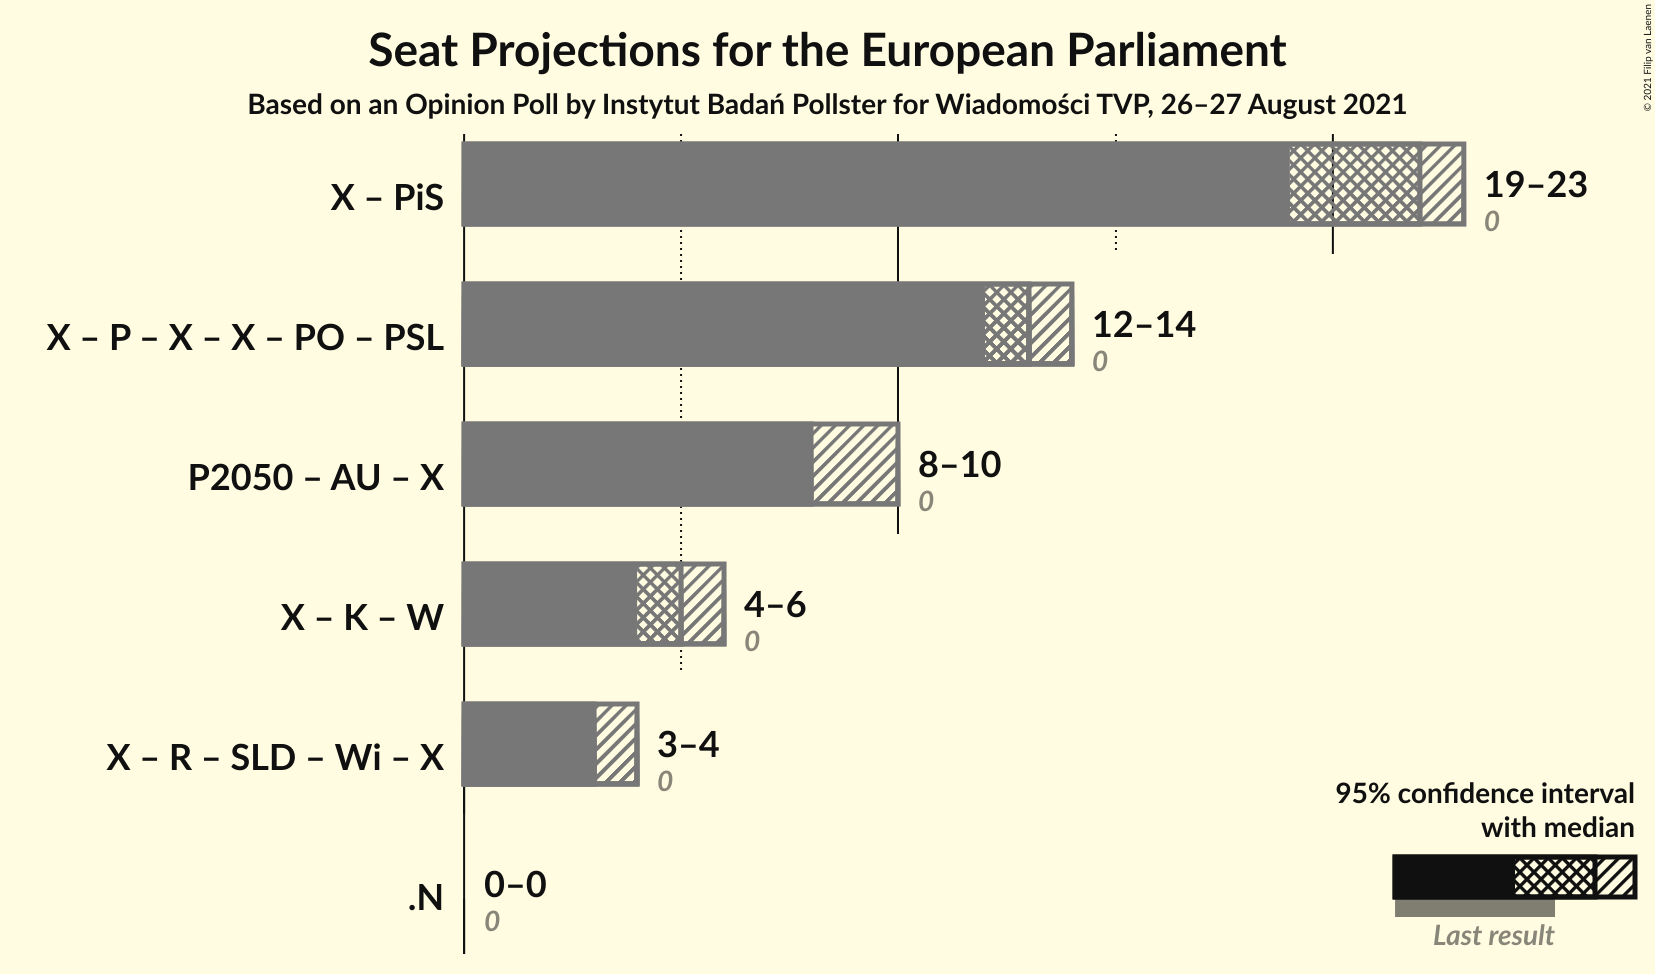 Seat Projections for the European Parliament
Based on an Opinion Poll by Instytut Badań Pollster for Wiadomości TVP, 26–27 August 2021
© 2021 Filip van Laenen
X – PiS
19–23
0
X – P – X – X – PO – PSL
12–14
0
P2050 – AU – X
8–10
0
X – K – W
4–6
0
X – R – SLD – Wi – X
3–4
0
.N
0–0
0
95% confidence interval
with median
Last result